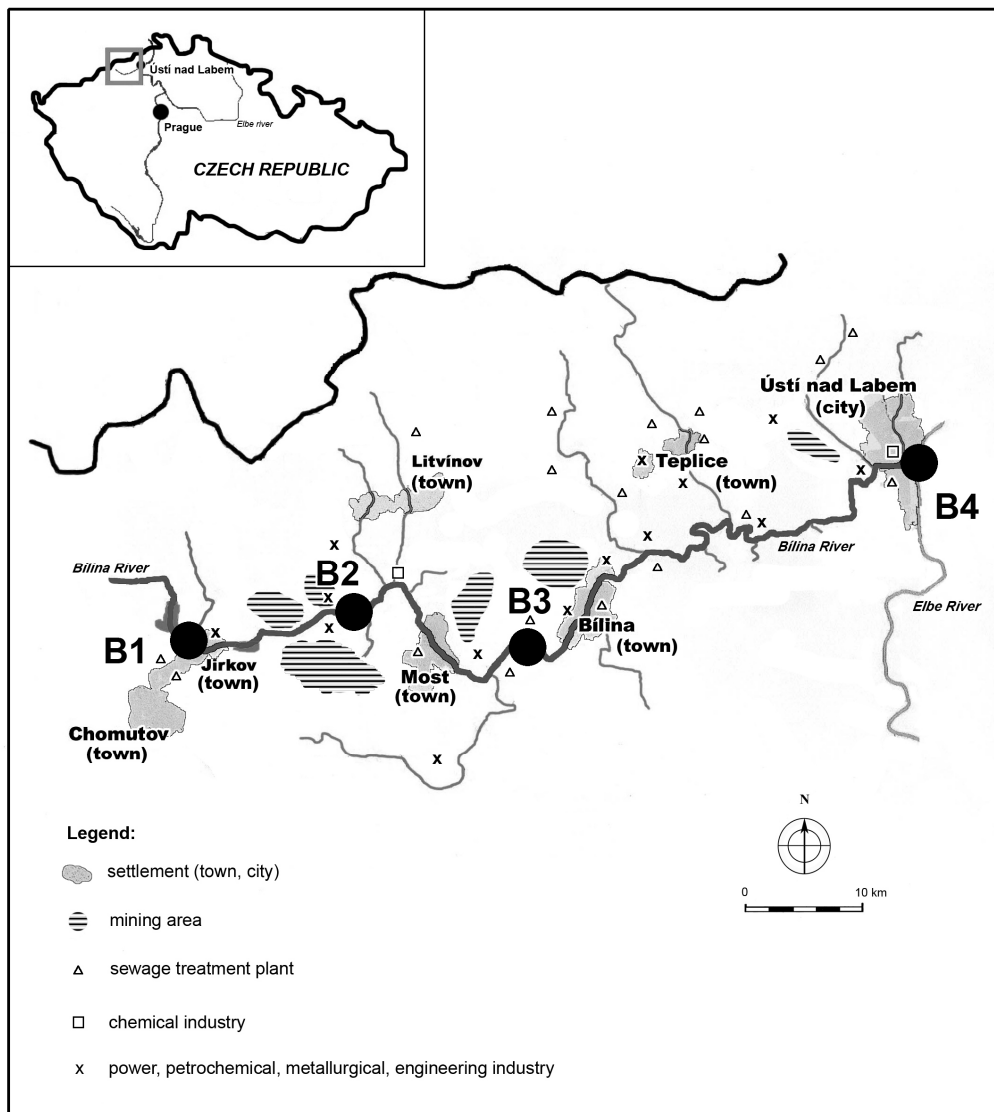 Ústí nad Labem
Elbe river
Prague
CZECH REPUBLIC
Ústí nad Labem
(city)
Litvínov
(town)
Teplice
(town)
B4
Bílina River
Bílina River
B2
B3
Elbe River
B1
Bílina
(town)
Jirkov
(town)
Most
(town)
Chomutov
(town)
N
Legend:
settlement (town, city)
0 10 km
mining area
sewage treatment plant
chemical industry
x power, petrochemical, metallurgical, engineering industry